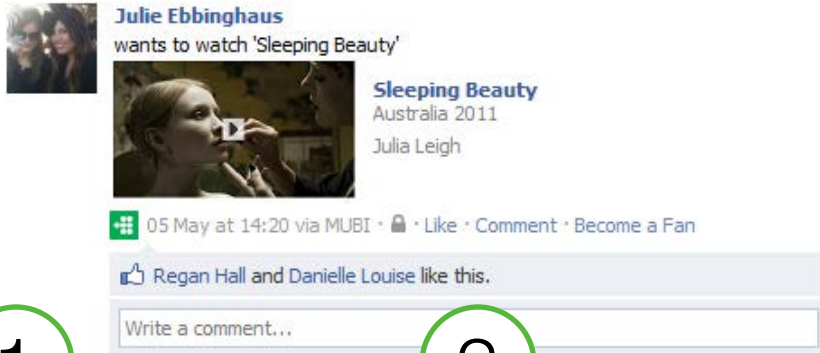 Julie Ebbinghaus
wants to watch 'Sleeping Beauty'
Sleeping Beauty
Australia 2011
Julia Leigh
05 May at 14:20 via MUBI · Like · Comment · Become a Fan
Regan Hall and Danielle Louise like this.
Write a comment...
1